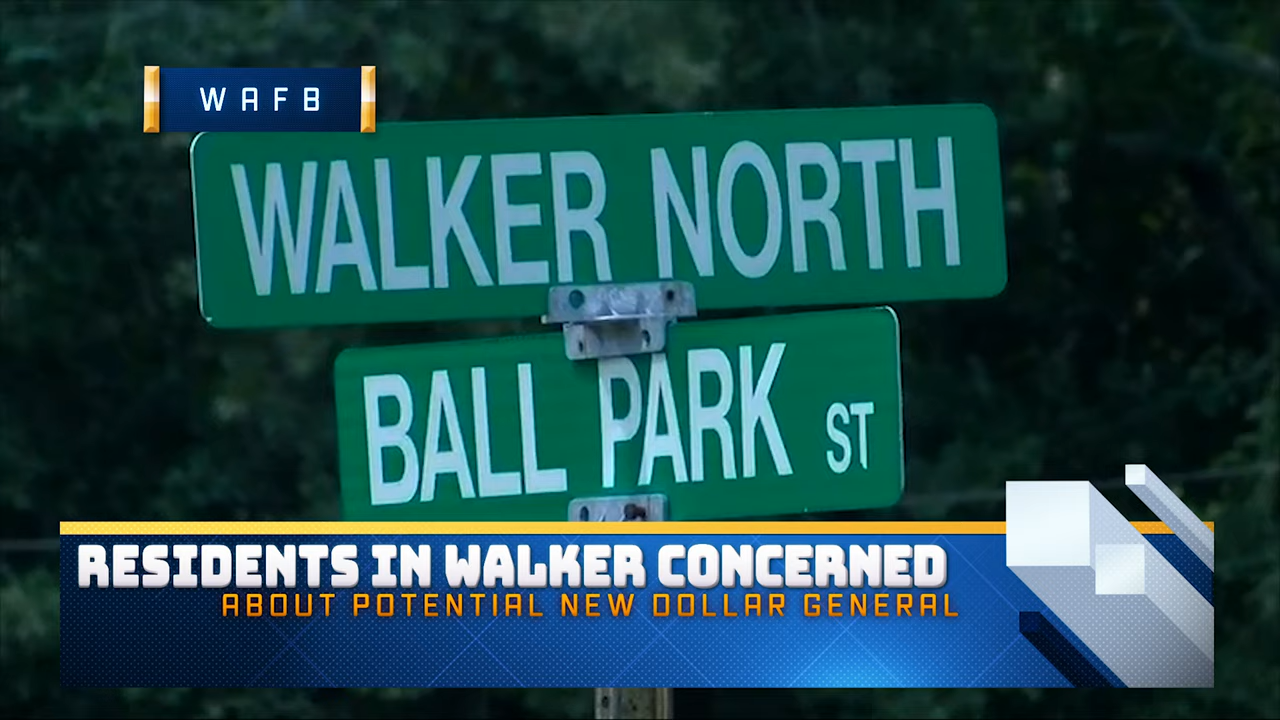 WAFB
WALKER NORTH
BALL PARK ST
RESIDENTS IN WALKER CONCERNED
ABOUT POTENTIAL NEW DOLLAR GENERAL